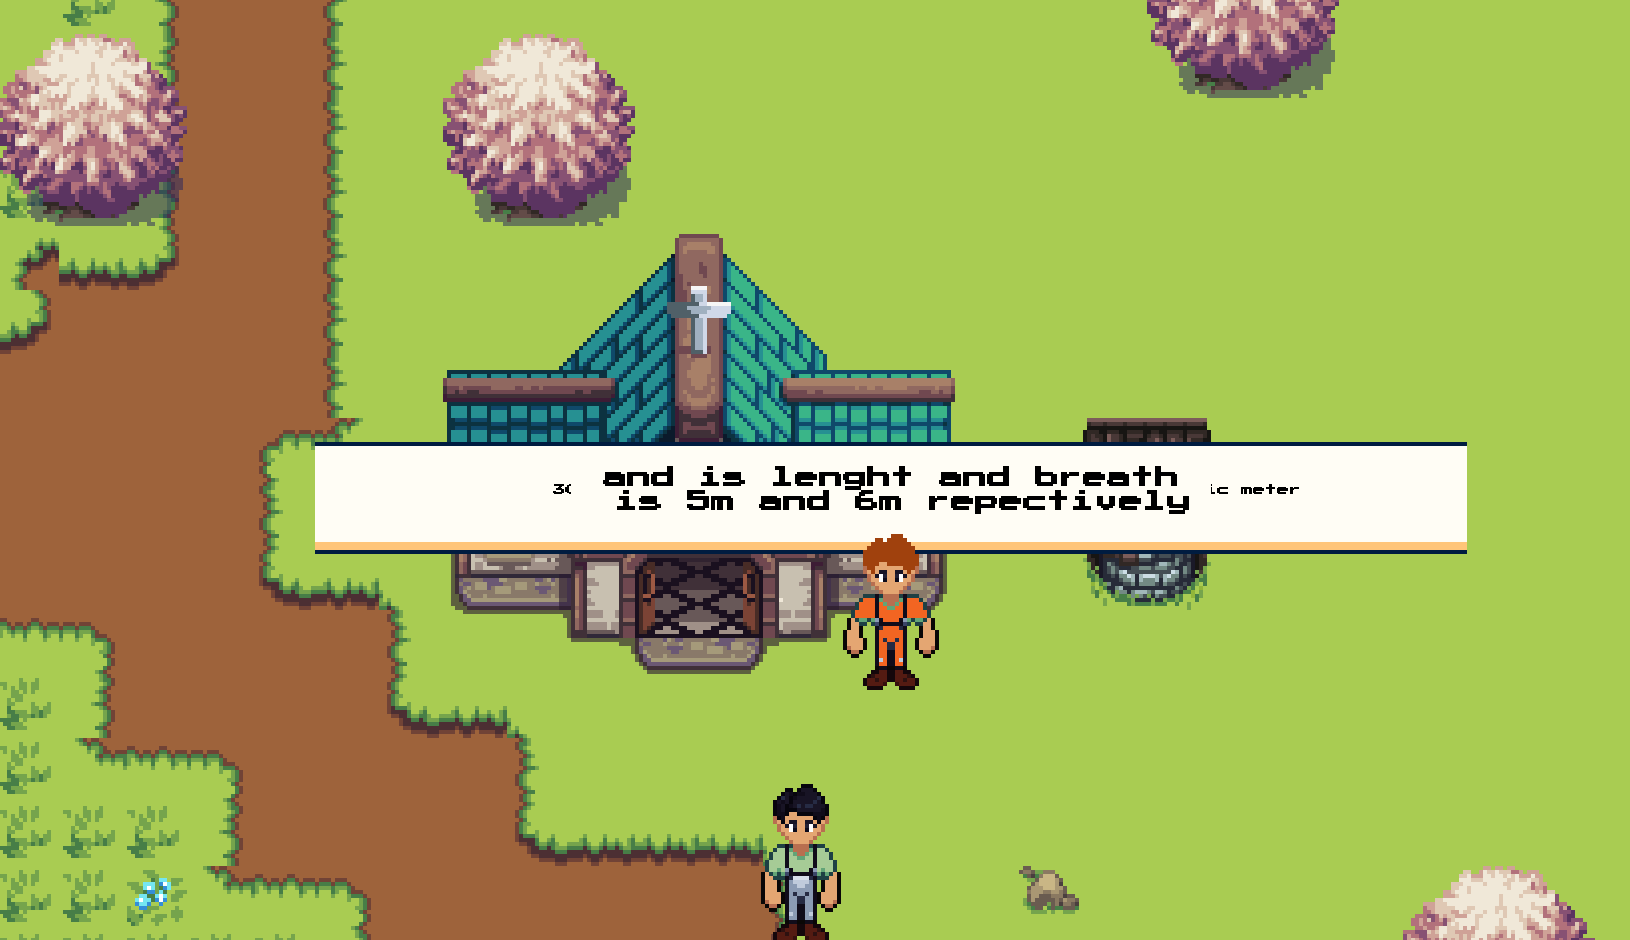 and is lenght and breath
is 5m and 6m repectively
meter